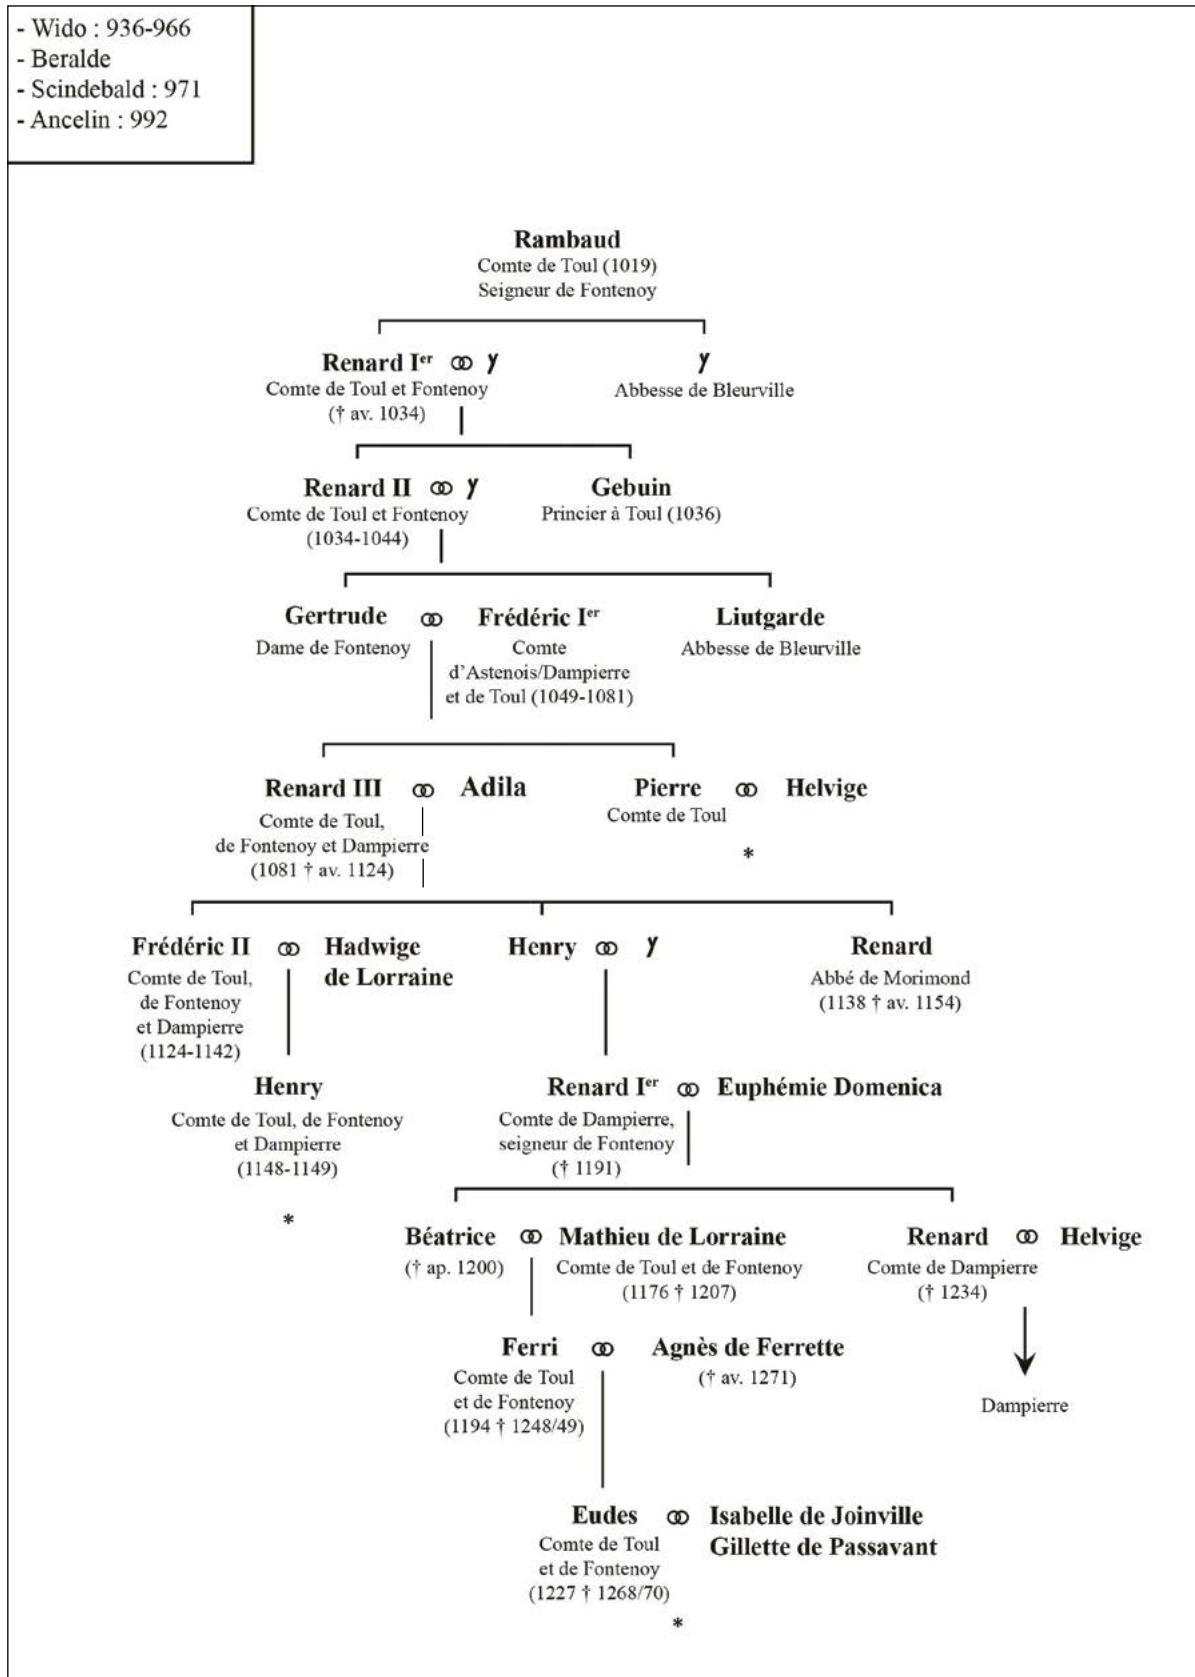 - Wido : 936-966
- Beralde
- Scindebald : 971
- Ancelin : 992
Rambaud
Comte de Toul (1019)
Seigneur de Fontenoy
Renard Ier ⚭ y
Comte de Toul et Fontenoy
(† av. 1034)
y
Abbesse de Bleurville
Renard II ⚭ y
Comte de Toul et Fontenoy
(1034-1044)
Gebuin
Princier à Toul (1036)
Gertrude ⚭ Frédéric Ier
Dame de Fontenoy
Comte
d'Astenois/Dampierre
et de Toul (1049-1081)
Liutgarde
Abbesse de Bleurville
Renard III ⚭ Adila
Comte de Toul,
de Fontenoy et Dampierre
(1081 † av. 1124)
Pierre ⚭ Helvige
Comte de Toul
*
Frédéric II ⚭ Hadwige
de Lorraine
Comte de Toul,
de Fontenoy
et Dampierre
(1124-1142)
Henry ⚭ y
Renard
Abbé de Morimond
(1138 † av. 1154)
Henry
Comte de Toul, de Fontenoy
et Dampierre
(1148-1149)
*
Renard Ier ⚭ Euphémie Domenica
Comte de Dampierre,
seigneur de Fontenoy
(† 1191)
Béatrice ⚭ Mathieu de Lorraine
(† ap. 1200)
Comte de Toul et de Fontenoy
(1176 † 1207)
Renard ⚭ Helvige
Comte de Dampierre
(† 1234)
Dampierre
Ferri ⚭ Agnès de Ferrette
Comte de Toul
et de Fontenoy
(1194 † 1248/49)
(† av. 1271)
Eudes ⚭ Isabelle de Joinville
Gillette de Passavant
Comte de Toul
et de Fontenoy
(1227 † 1268/70)
*